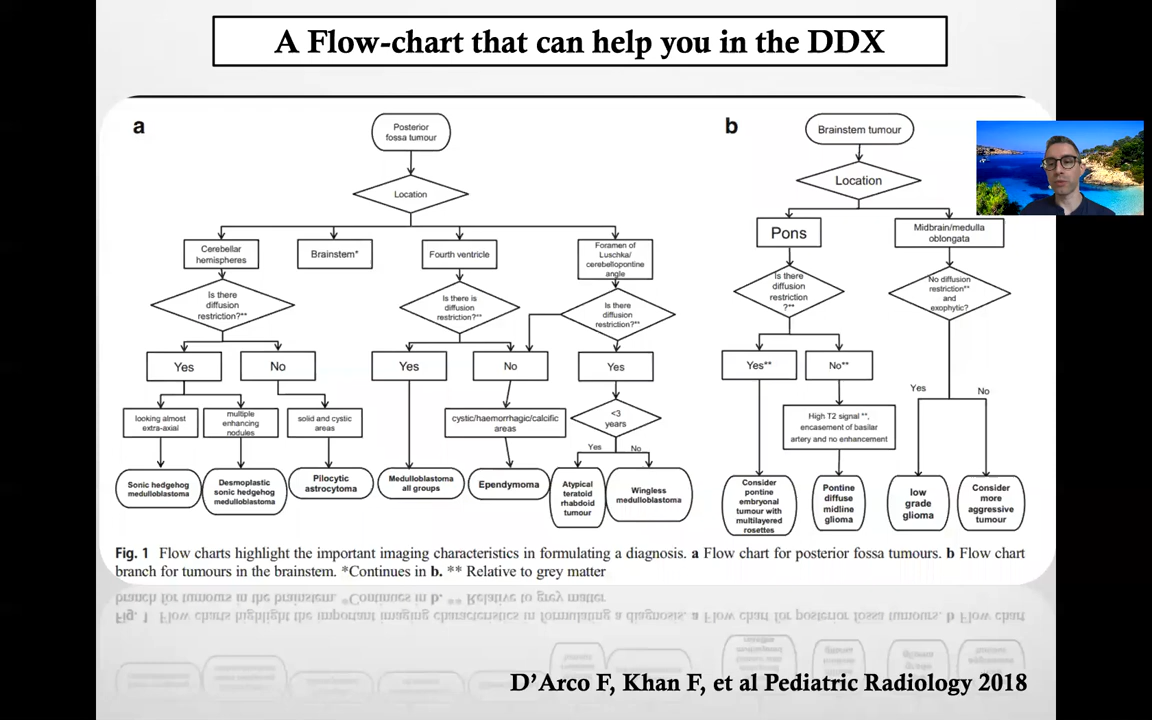 A Flow-chart that can help you in the DDX
a
Posterior
fossa tumour
Location
Cerebellar
hemispheres
Brainstem*
Fourth ventricle
Foramen of
Luschka/
cerebellopontine
angle
Is there
diffusion
restriction?**
Is there is
diffusion
restriction?**
Is there
diffusion
restriction?**
Yes
No
Yes
No
Yes
looking almost
extra-axial
multiple
enhancing
nodules
solid and cystic
areas
cystic/haemorrhagic/calcific
areas
<3
years
Yes
No
Sonic hedgehog
medulloblastoma
Desmoplastic
sonic hedgehog
medulloblastoma
Pilocytic
astrocytoma
Medulloblastoma
all groups
Ependymoma
Atypical
teratoid
rhabdoid
tumour
Wingless
medulloblastoma
b
Brainstem tumour
Location
Pons
Midbrain/medulla
oblongata
Is there
diffusion
restriction
?**
No diffusion
restriction**
and
exophytic?
Yes**
No**
Yes
No
High T2 signal **,
encasement of basilar
artery and no enhancement
Consider
pontine
embryonal
tumour with
multilayered
rosettes
Pontine
diffuse
midline
glioma
low
grade
glioma
Consider
more
aggressive
tumour
Fig. 1 Flow charts highlight the important imaging characteristics in formulating a diagnosis. a Flow chart for posterior fossa tumours. b Flow chart
branch for tumours in the brainstem. *Continues in b. ** Relative to grey matter
D'Arco F, Khan F, et al Pediatric Radiology 2018